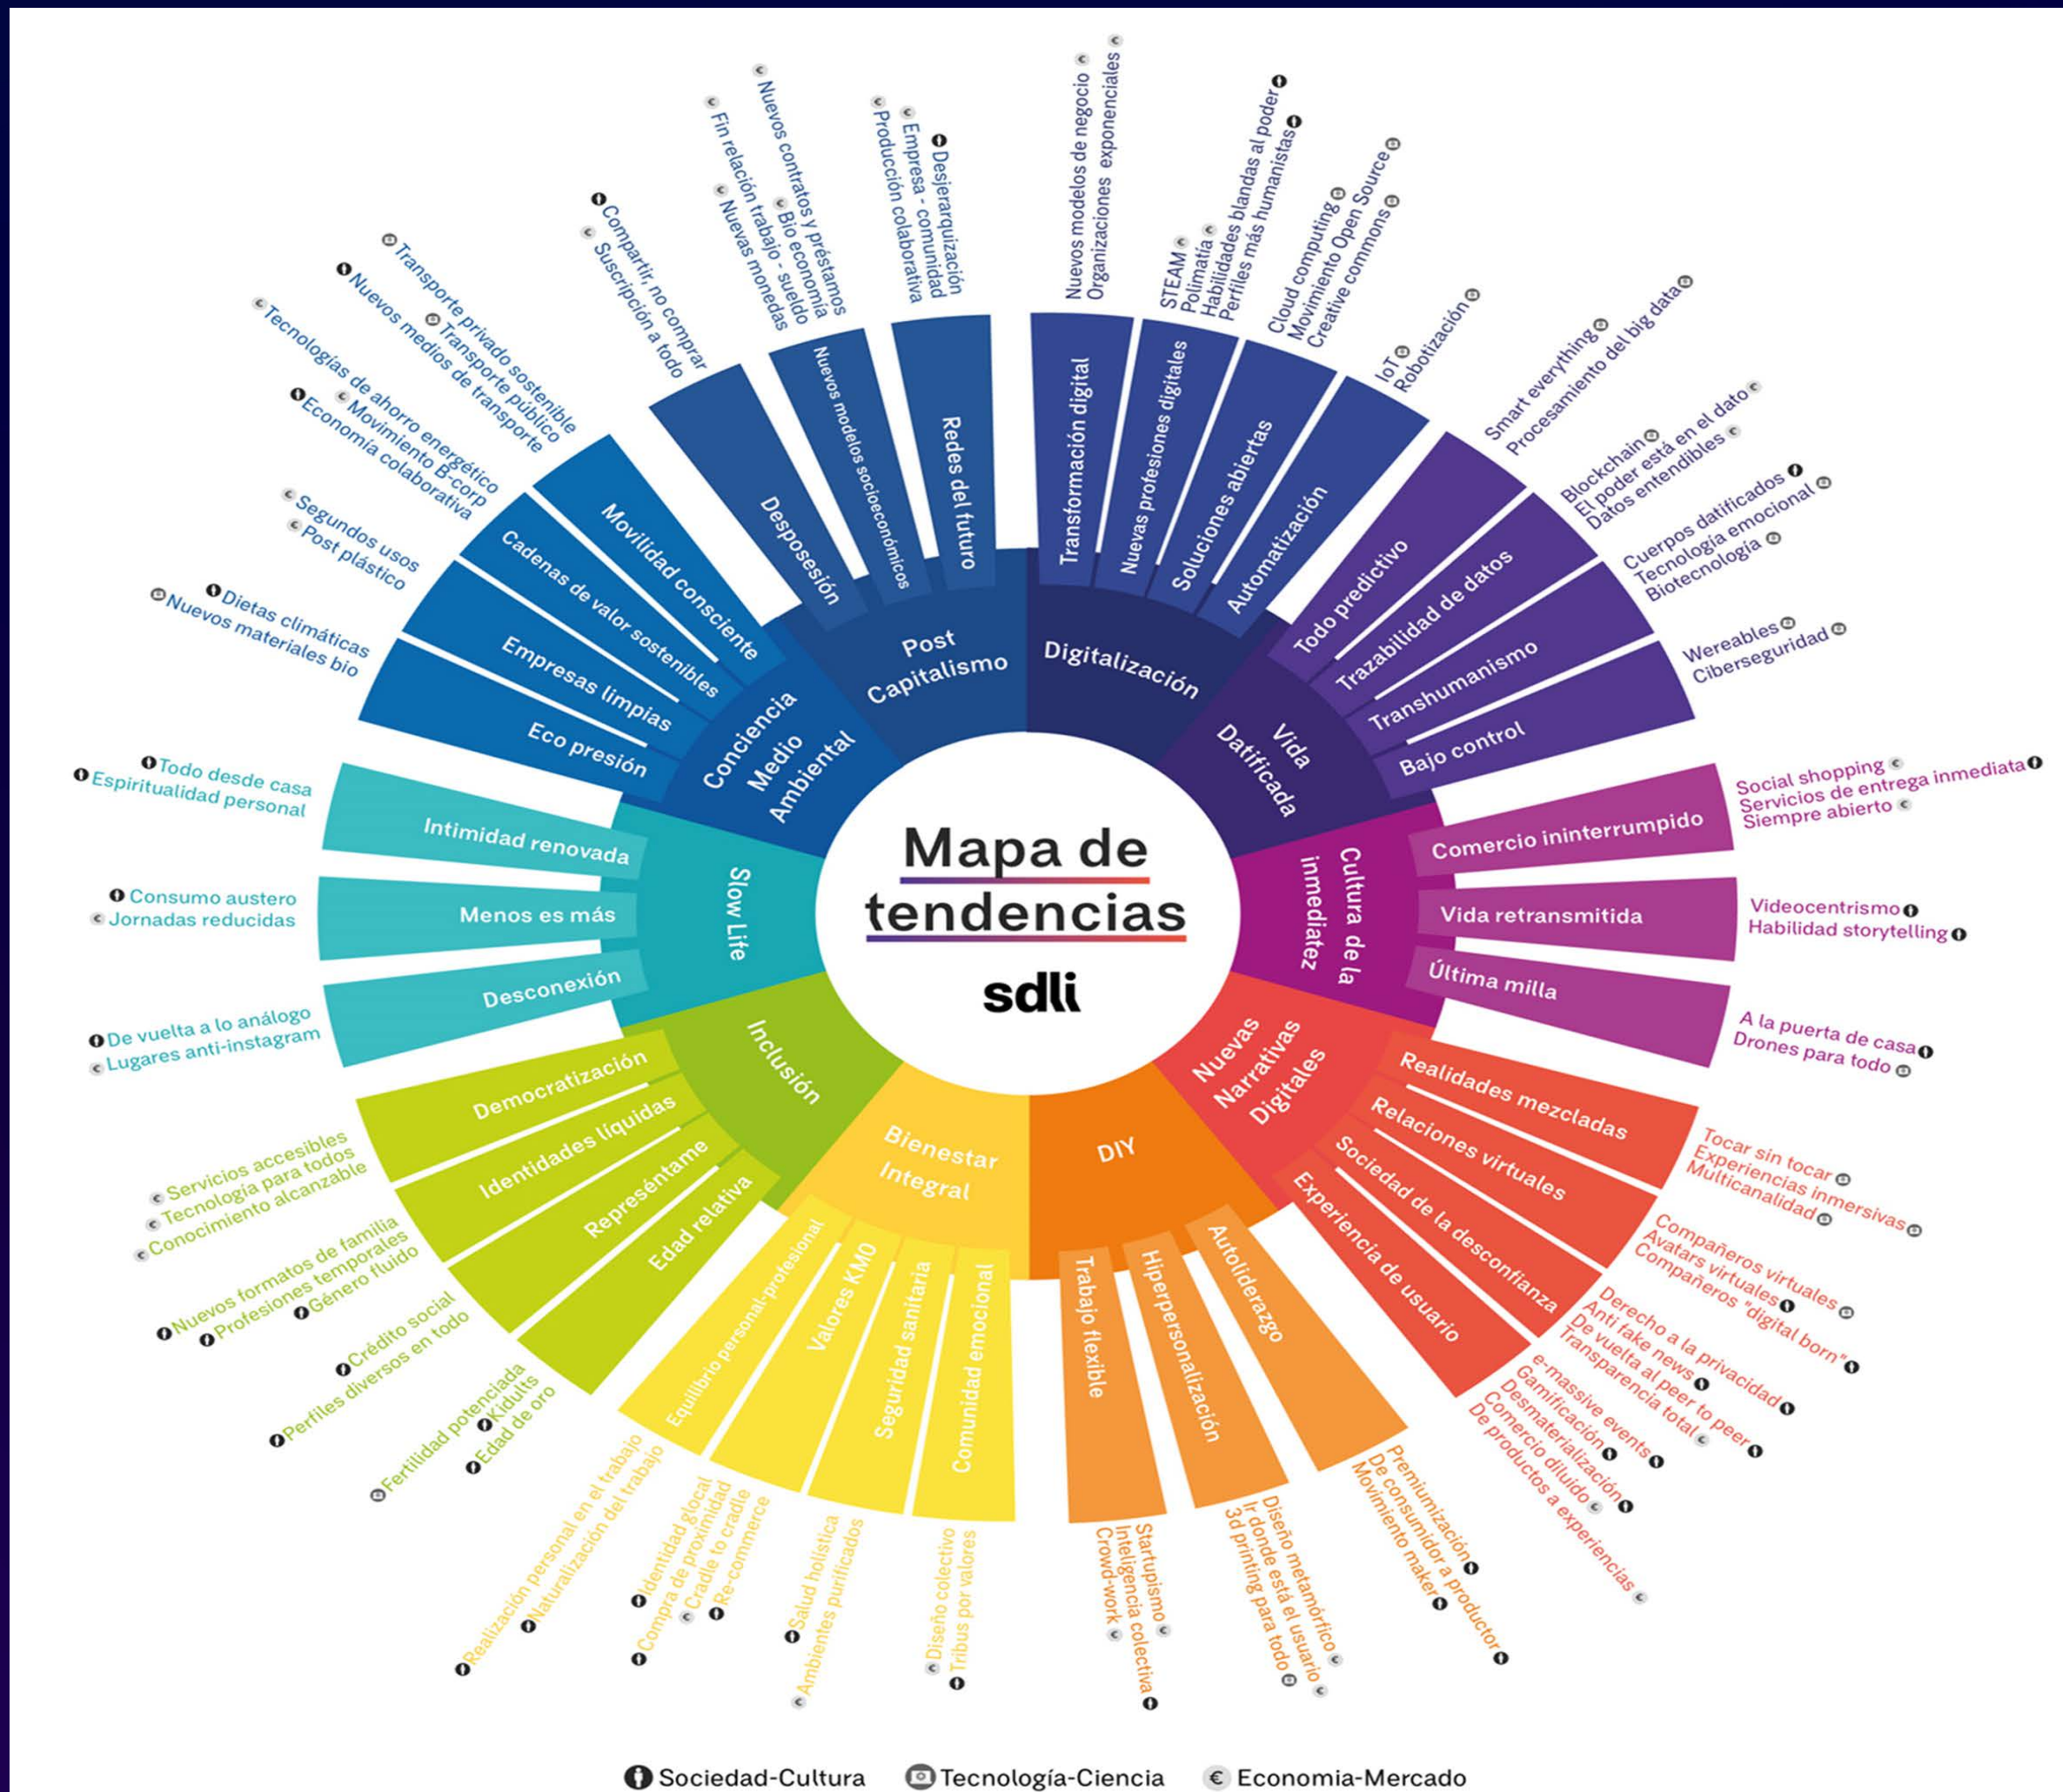 Mapa de
tendencias
sdli
Digitalización
Transformación digital
Nuevos modelos de negocio
Organizaciones exponenciales
Nuevas profesiones digitales
STEAM
Polimatía
Habilidades blandas al poder
Perfiles más humanistas
Soluciones abiertas
Cloud computing
Movimiento Open Source
Creative commons
Automatización
IoT
Robotización
Vida
Datificada
Todo predictivo
Smart everything
Procesamiento del big data
Trazabilidad de datos
Blockchain
El poder está en el dato
Datos entendibles
Transhumanismo
Cuerpos datificados
Tecnología emocional
Biotecnología
Bajo control
Wereables
Ciberseguridad
Cultura de la
inmediatez
Comercio ininterrumpido
Social shopping
Servicios de entrega inmediata
Siempre abierto
Vida retransmitida
Videocentrismo
Habilidad storytelling
Última milla
A la puerta de casa
Drones para todo
Nuevas
Narrativas
Digitales
Realidades mezcladas
Tocar sin tocar
Experiencias inmersivas
Multicanalidad
Relaciones virtuales
Compañeros virtuales
Avatars virtuales
Compañeros "digital born"
Sociedad de la desconfianza
Derecho a la privacidad
Anti fake news
De vuelta al peer to peer
Transparencia total
Experiencia de usuario
e-massive events
Gamificación
Desmaterialización
Comercio diluído
De productos a experiencias
DIY
Autoliderazgo
Premiumización
De consumidor a productor
Movimiento maker
Hiperpersonalización
Diseño metamórfico
Ir donde está el usuario
3d printing para todo
Trabajo flexible
Startupismo
Inteligencia colectiva
Crowd-work
Bienestar
Integral
Comunidad emocional
Diseño colectivo
Tribus por valores
Seguridad sanitaria
Salud holística
Ambientes purificados
Valores KM0
Identidad glocal
Compra de proximidad
Cradle to cradle
Re-commerce
Equilibrio personal-profesional
Realización personal en el trabajo
Naturalización del trabajo
Inclusión
Edad relativa
Fertilidad potenciada
Kidults
Edad de oro
Represéntame
Crédito social
Perfiles diversos en todo
Identidades líquidas
Nuevos formatos de familia
Profesiones temporales
Género fluido
Democratización
Servicios accesibles
Tecnología para todos
Conocimiento alcanzable
Slow Life
Desconexión
De vuelta a lo análogo
Lugares anti-instagram
Menos es más
Consumo austero
Jornadas reducidas
Intimidad renovada
Todo desde casa
Espiritualidad personal
Conciencia
Medio
Ambiental
Eco presión
Dietas climáticas
Nuevos materiales bio
Empresas limpias
Segundos usos
Post plástico
Cadenas de valor sostenibles
Tecnologías de ahorro energético
Movimiento B-corp
Economía colaborativa
Movilidad consciente
Transporte privado sostenible
Transporte público
Nuevos medios de transporte
Post
Capitalismo
Desposesión
Compartir, no comprar
Suscripción a todo
Nuevos modelos socioeconómicos
Nuevos contratos y préstamos
Bio economía
Fin relación trabajo - sueldo
Nuevas monedas
Redes del futuro
Desjerarquización
Empresa - comunidad
Producción colaborativa
Sociedad-Cultura
Tecnología-Ciencia
€ Economia-Mercado